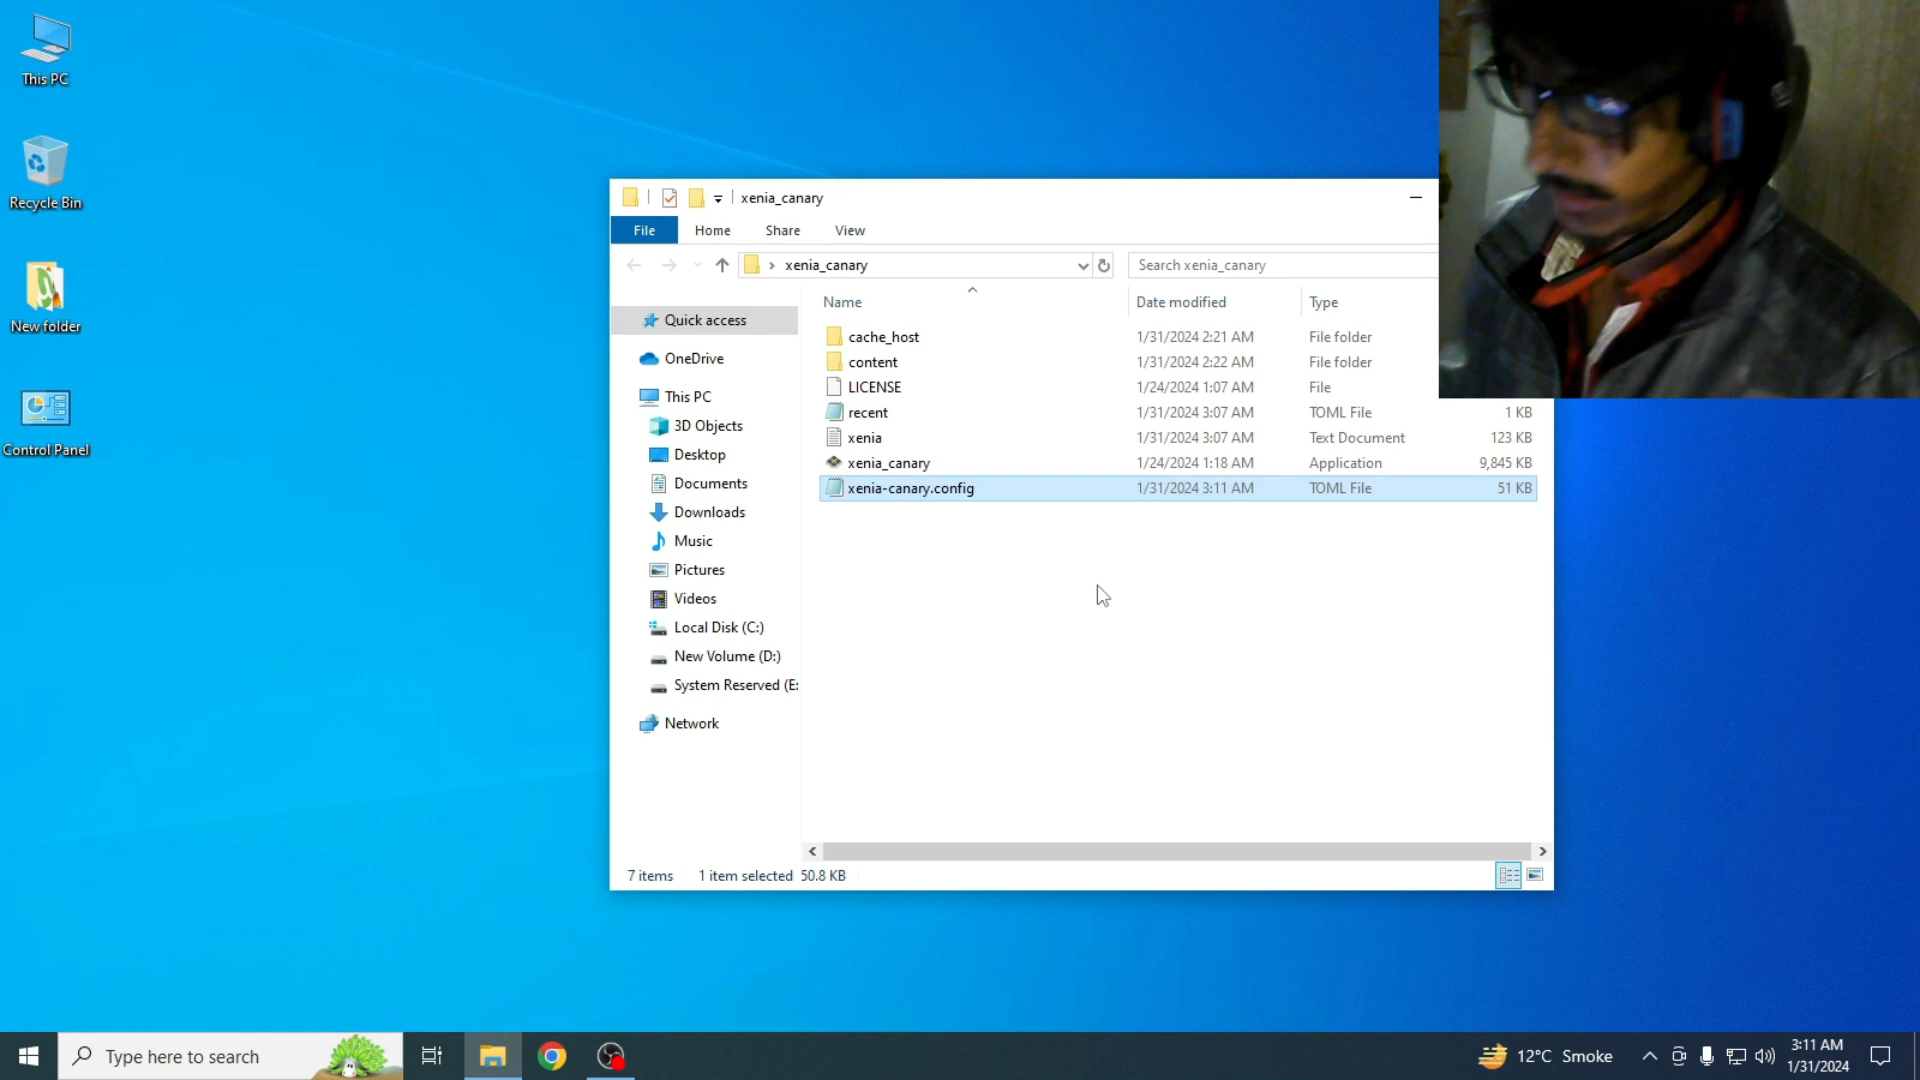 This PC
Recycle Bin
New folder
Control Panel
xenia_canary
File Home Share View
xenia_canary
Search xenia_canary
Name Date modified Type
Quick access
OneDrive
This PC
3D Objects
Desktop
Documents
Downloads
Music
Pictures
Videos
Local Disk (C:)
New Volume (D:)
System Reserved (E:
Network
cache_host 1/31/2024 2:21 AM File folder
content 1/31/2024 2:22 AM File folder
LICENSE 1/24/2024 1:07 AM File
recent 1/31/2024 3:07 AM TOML File 1 KB
xenia 1/31/2024 3:07 AM Text Document 123 KB
xenia_canary 1/24/2024 1:18 AM Application 9,845 KB
xenia-canary.config 1/31/2024 3:11 AM TOML File 51 KB
7 items 1 item selected 50.8 KB
Type here to search
12°C Smoke
3:11 AM
1/31/2024